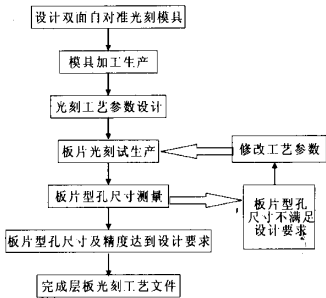 设计双面自对准光刻模具
模具加工生产
光刻工艺参数设计
板片光刻试生产
修改工艺参数
板片型孔尺寸测量
板片型孔
尺寸不满足
设计要求
板片型孔尺寸及精度达到设计要求
完成层板光刻工艺文件